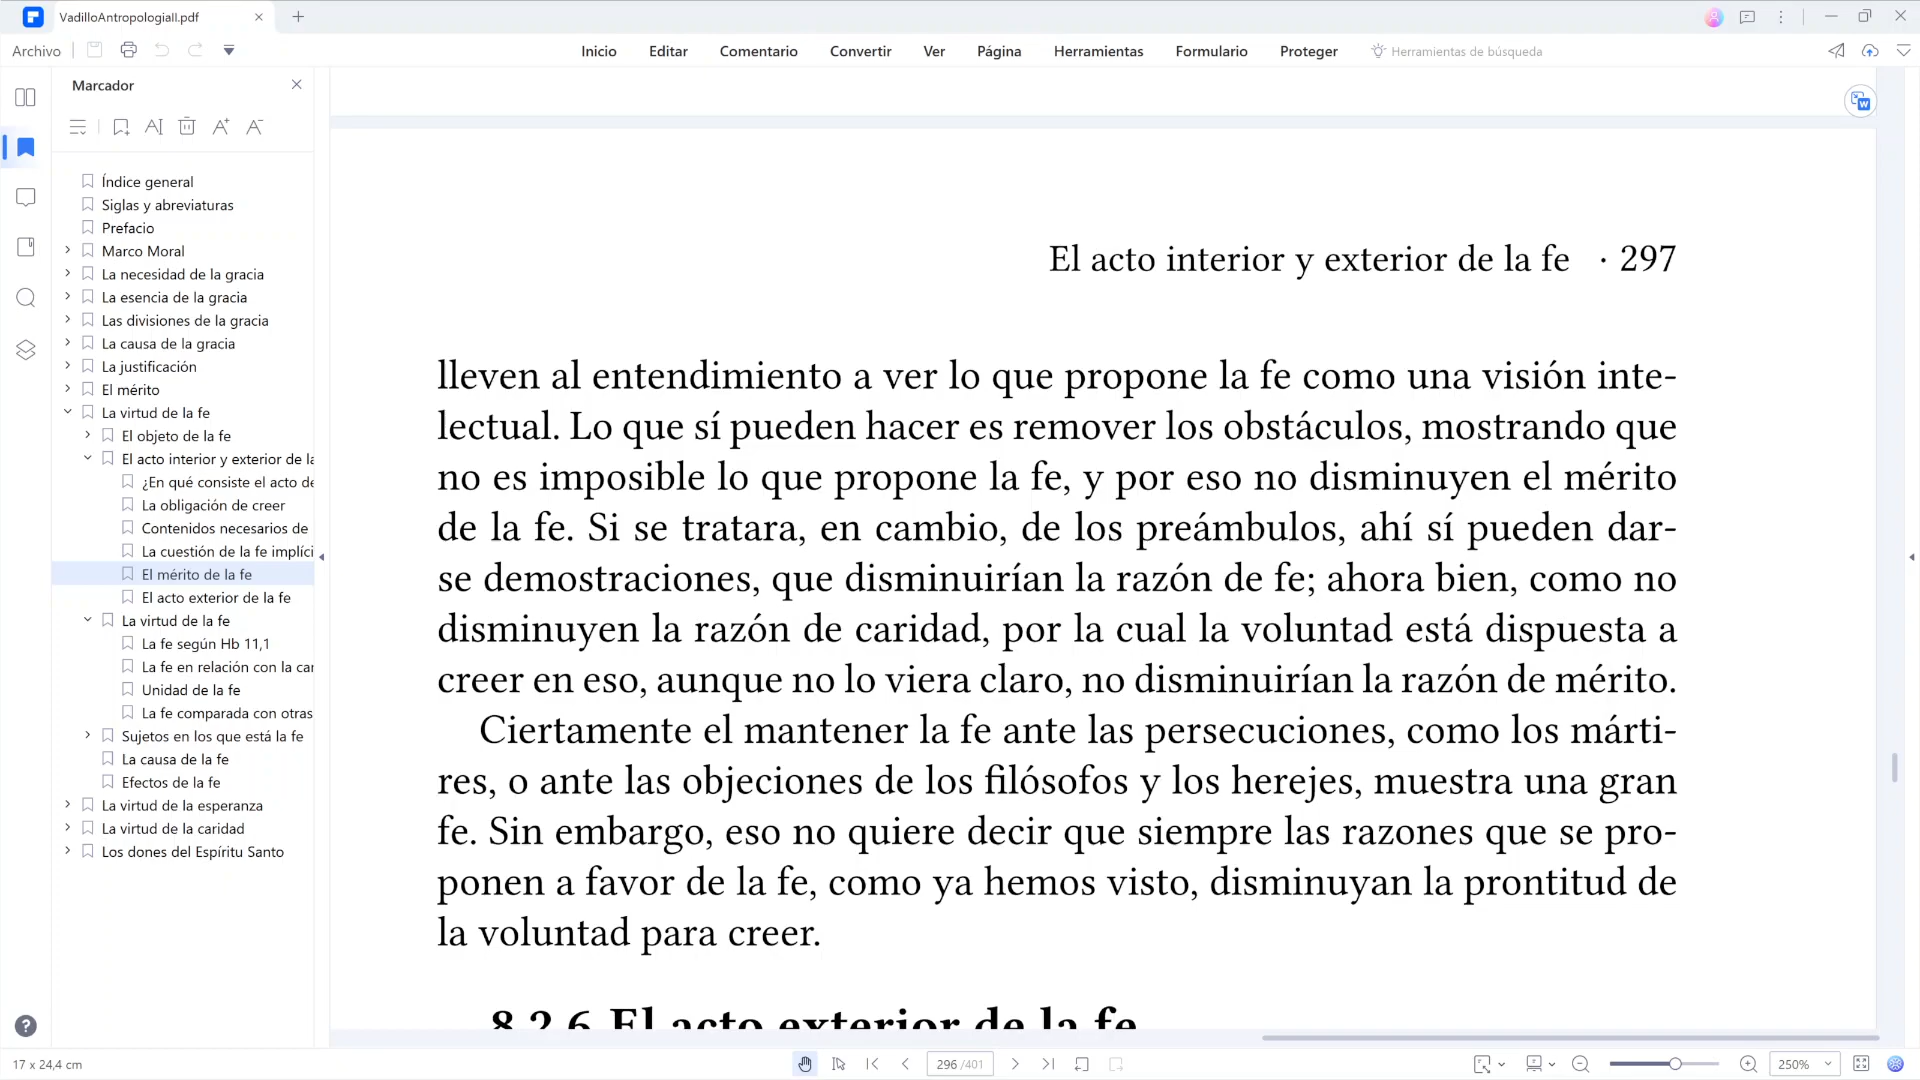 VadilloAntropologiaII.pdf
Archivo
Inicio
Editar
Comentario
Convertir
Ver
Página
Herramientas
Formulario
Proteger
Herramientas de búsqueda
Marcador
Índice general
Siglas y abreviaturas
Prefacio
Marco Moral
La necesidad de la gracia
La esencia de la gracia
Las divisiones de la gracia
La causa de la gracia
La justificación
El mérito
La virtud de la fe
El objeto de la fe
El acto interior y exterior de la
¿En qué consiste el acto de
La obligación de creer
Contenidos necesarios de
La cuestión de la fe implíci
El mérito de la fe
El acto exterior de la fe
La virtud de la fe
La fe según Hb 11,1
La fe en relación con la car
Unidad de la fe
La fe comparada con otras
Sujetos en los que está la fe
La causa de la fe
Efectos de la fe
La virtud de la esperanza
La virtud de la caridad
Los dones del Espíritu Santo
El acto interior y exterior de la fe · 297
lleven al entendimiento a ver lo que propone la fe como una visión inte-
lectual. Lo que sí pueden hacer es remover los obstáculos, mostrando que
no es imposible lo que propone la fe, y por eso no disminuyen el mérito
de la fe. Si se tratara, en cambio, de los preámbulos, ahí sí pueden dar-
se demostraciones, que disminuirían la razón de fe; ahora bien, como no
disminuyen la razón de caridad, por la cual la voluntad está dispuesta a
creer en eso, aunque no lo viera claro, no disminuirían la razón de mérito.
Ciertamente el mantener la fe ante las persecuciones, como los márti-
res, o ante las objeciones de los filósofos y los herejes, muestra una gran
fe. Sin embargo, eso no quiere decir que siempre las razones que se pro-
ponen a favor de la fe, como ya hemos visto, disminuyan la prontitud de
la voluntad para creer.
8.2.6 El acto exterior de la fe
17 x 24,4 cm
296 /401
250%